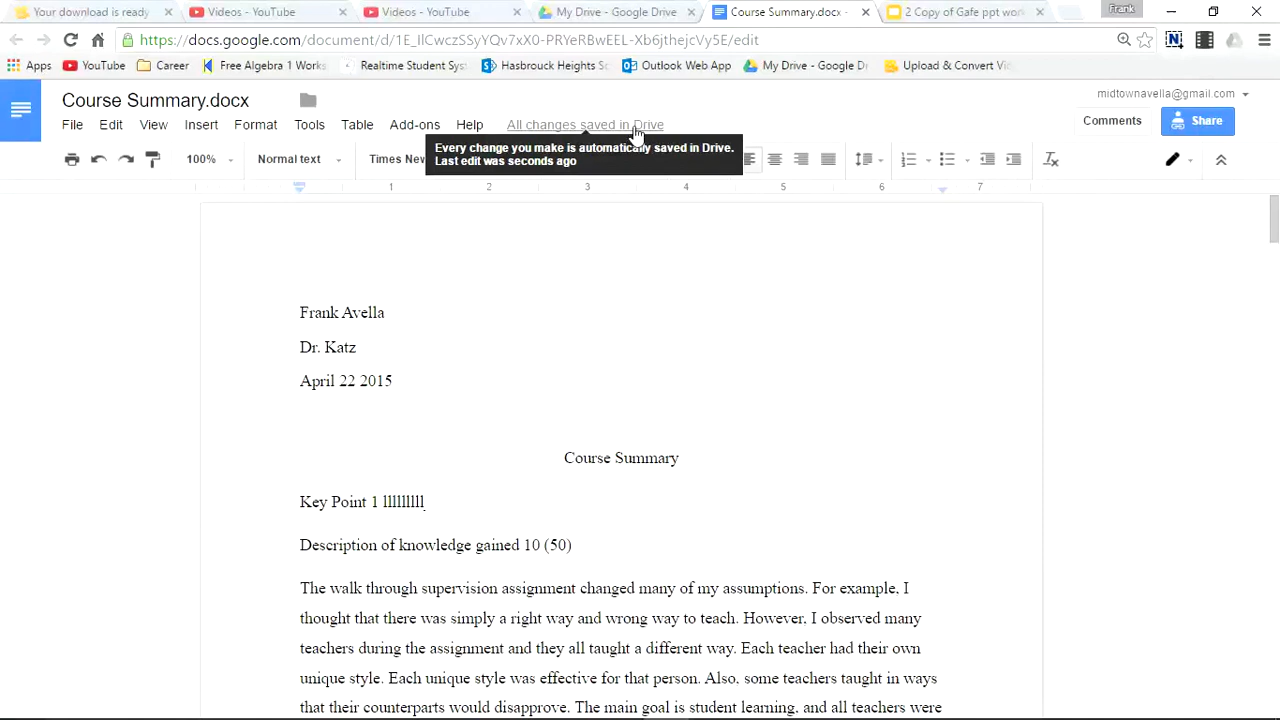 Your download is ready
Videos - YouTube
Videos - YouTube
My Drive - Google Drive
Course Summary.docx -
2 Copy of Gafe ppt wor
Frank
https://docs.google.com/document/d/1E_IlCwczSSyYQv7xX0-PRYeRBwEEL-Xb6jthejcVy5E/edit
Apps
YouTube
Career
Free Algebra 1 Works
Realtime Student Sys
Hasbrouck Heights Sc
Outlook Web App
My Drive - Google Dr
Upload & Convert Vid
Course Summary.docx
midtownavella@gmail.com
File Edit View Insert Format Tools Table Add-ons Help All changes saved in Drive
Comments
Share
Every change you make is automatically saved in Drive.
Last edit was seconds ago
100% Normal text Times New
1 2 3 4 5 6 7
Frank Avella
Dr. Katz
April 22 2015
Course Summary
Key Point 1 lllllllll
Description of knowledge gained 10 (50)
The walk through supervision assignment changed many of my assumptions. For example, I
thought that there was simply a right way and wrong way to teach. However, I observed many
teachers during the assignment and they all taught a different way. Each teacher had their own
unique style. Each unique style was effective for that person. Also, some teachers taught in ways
that their counterparts would disapprove. The main goal is student learning, and all teachers were